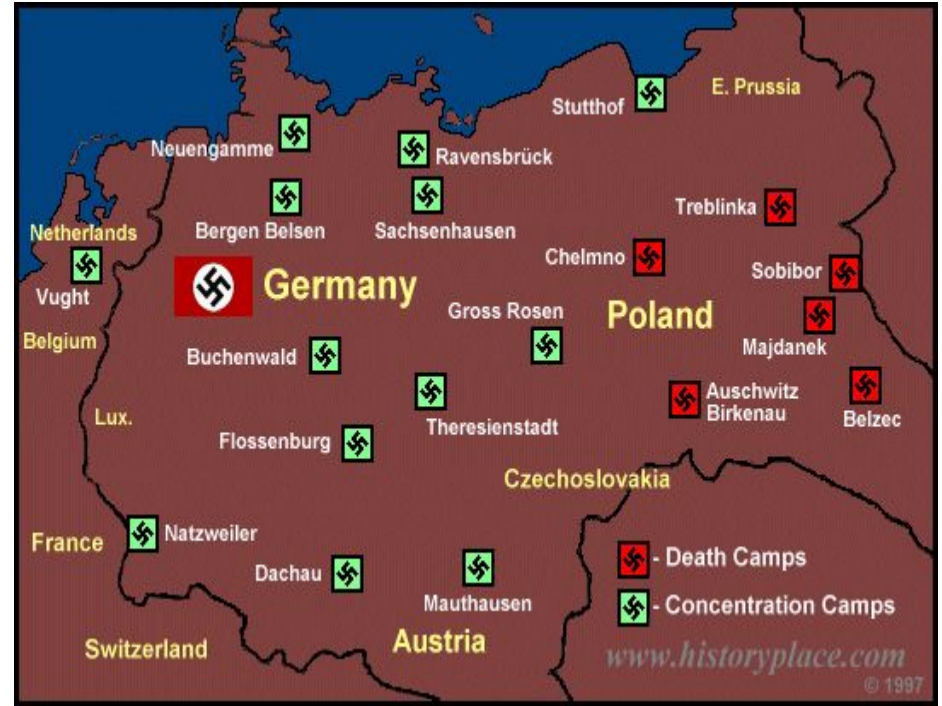 Stutthof
E. Prussia
Neuengamme
Ravensbrück
Treblinka
Bergen Belsen
Sachsenhausen
Netherlands
Chelmno
Sobibor
Vught
Germany
Gross Rosen
Poland
Belgium
Majdanek
Buchenwald
Auschwitz
Birkenau
Belzec
Lux.
Theresienstadt
Flossenburg
Czechoslovakia
France
Natzweiler
- Death Camps
Dachau
Mauthausen
- Concentration Camps
Switzerland
Austria
www.historyplace.com
© 1997